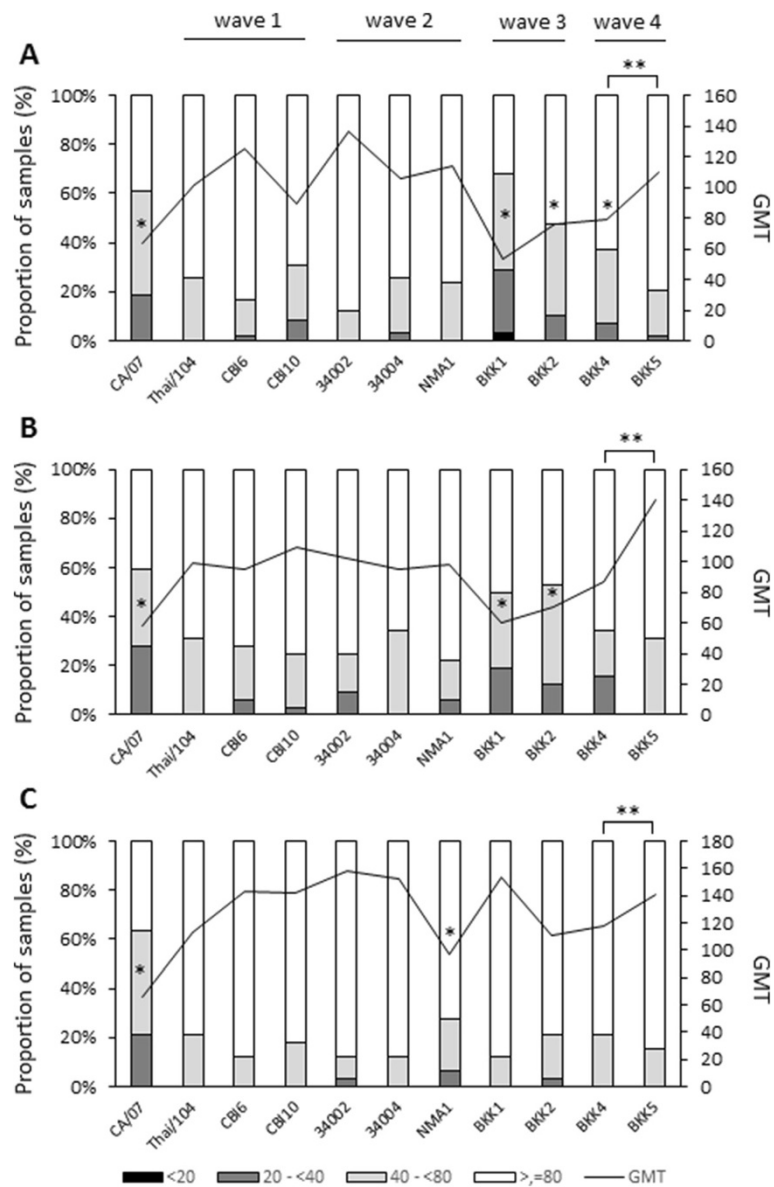 wave 1 wave 2 wave 3 wave 4
A
**
100% 160
140
80% 120
60% 100
80
40% 60
20% 40
20
0% 0
Proportion of samples (%)
GMT
* * * *
CA/07 Thai/104 CBI6 CBI10 34002 34004 NMA1 BKK1 BKK2 BKK4 BKK5
B
**
100% 160
140
80% 120
60% 100
80
40% 60
20% 40
20
0% 0
Proportion of samples (%)
GMT
* * *
CA/07 Thai/104 CBI6 CBI10 34002 34004 NMA1 BKK1 BKK2 BKK4 BKK5
C
**
100% 180
160
80% 140
120
60% 100
40% 80
60
20% 40
20
0% 0
Proportion of samples (%)
GMT
* *
CA/07 Thai/104 CBI6 CBI10 34002 34004 NMA1 BKK1 BKK2 BKK4 BKK5
<20 20 - <40 40 - <80 >,=80 GMT